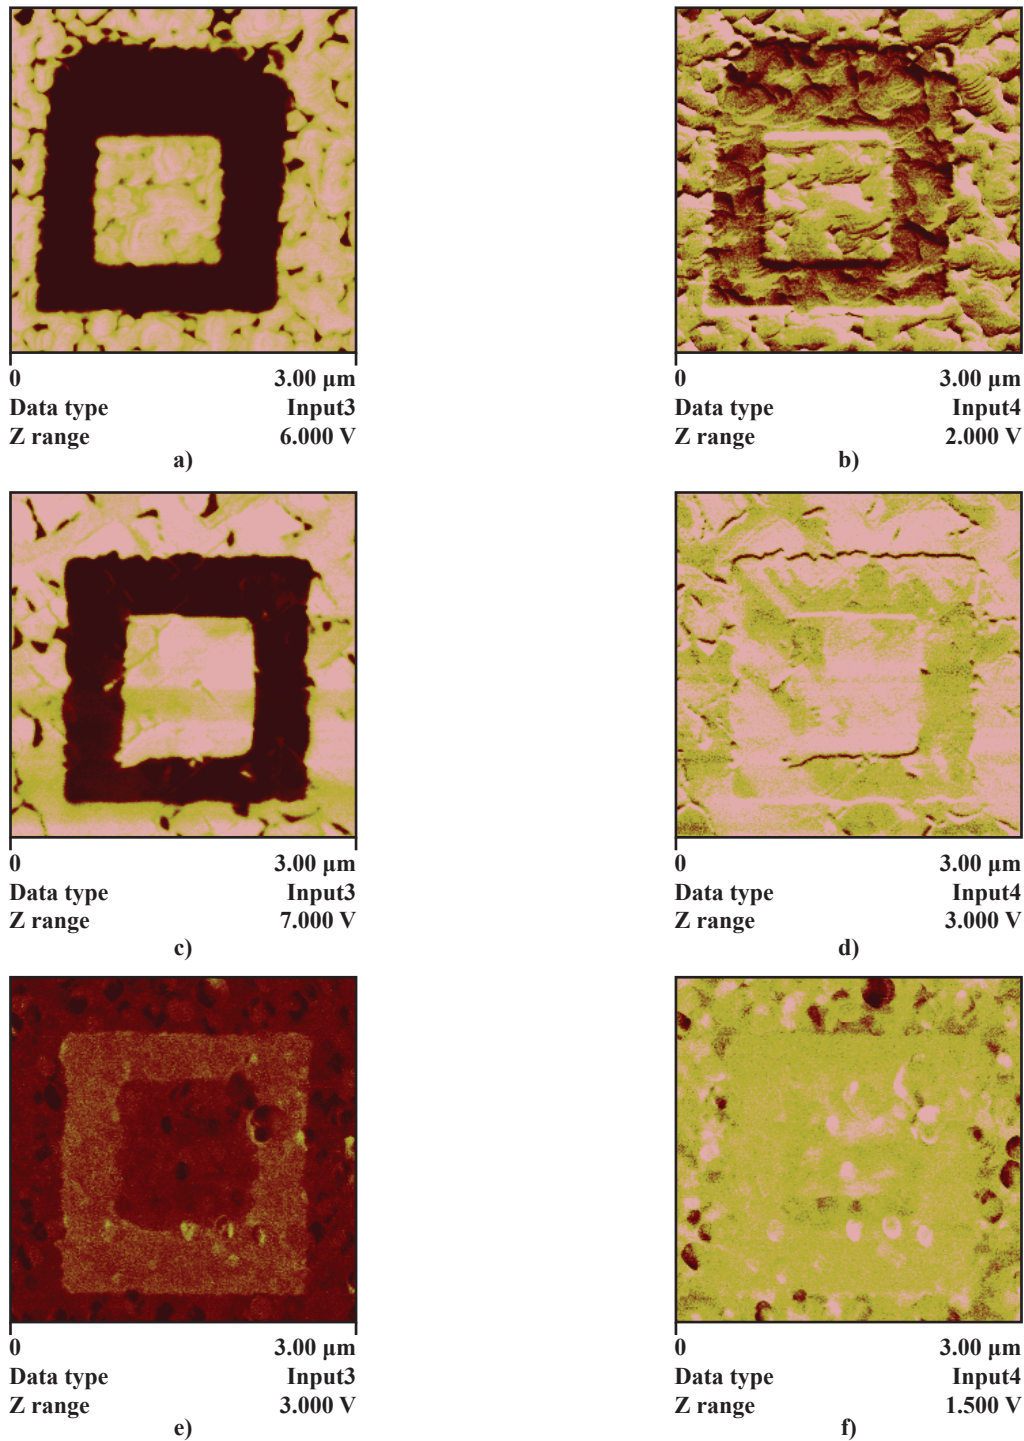 0 3.00 μm
Data type Input3
Z range 6.000 V
a)
0 3.00 μm
Data type Input4
Z range 2.000 V
b)
0 3.00 μm
Data type Input3
Z range 7.000 V
c)
0 3.00 μm
Data type Input4
Z range 3.000 V
d)
0 3.00 μm
Data type Input3
Z range 3.000 V
e)
0 3.00 μm
Data type Input4
Z range 1.500 V
f)